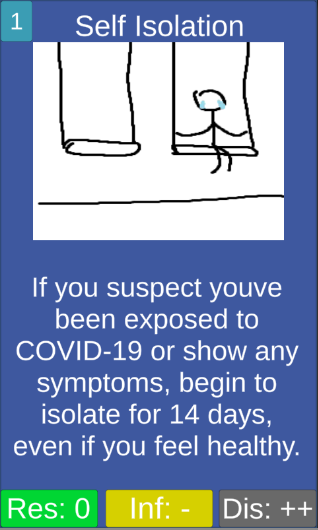 1
Self Isolation
If you suspect youve
been exposed to
COVID-19 or show any
symptoms, begin to
isolate for 14 days,
even if you feel healthy.
Res: 0
Inf: -
Dis: ++